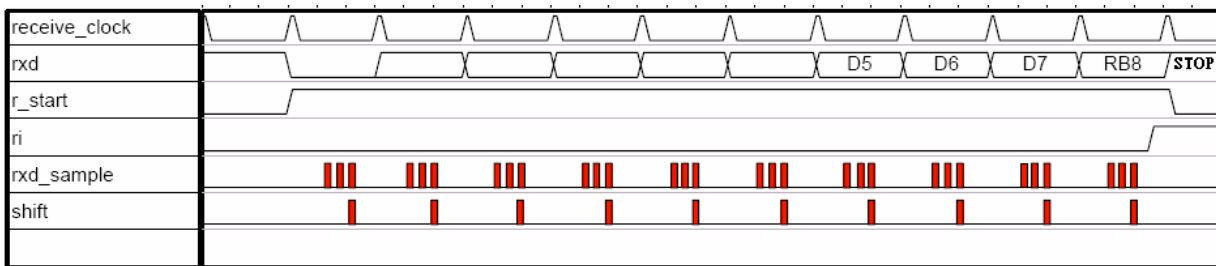 receive_clock
rxd D5 D6 D7 RB8 STOP
r_start
ri
rxd_sample
shift